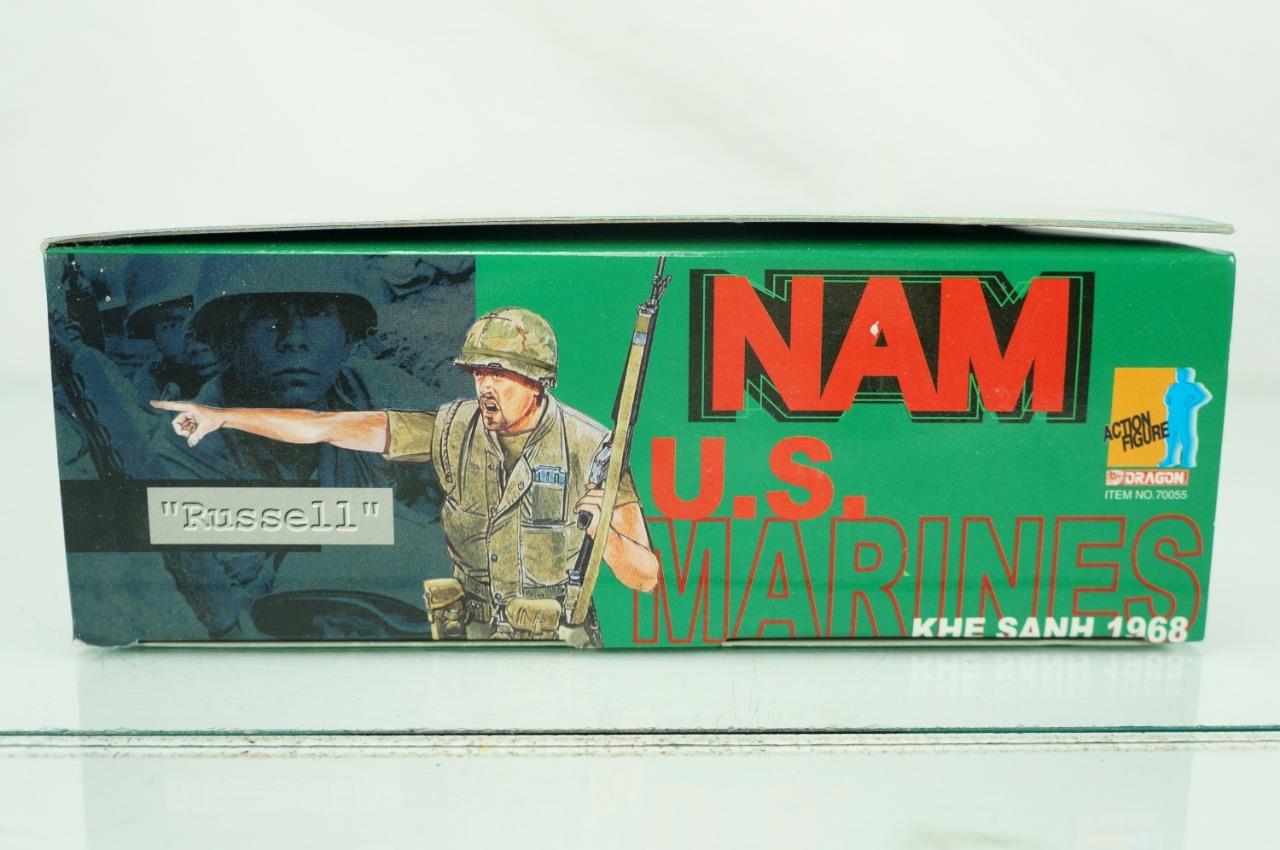 "Russell"
NAM
U.S.
MARINES
KHE SANH 1968
ACTION
FIGURE
DRAGON
ITEM NO.70055